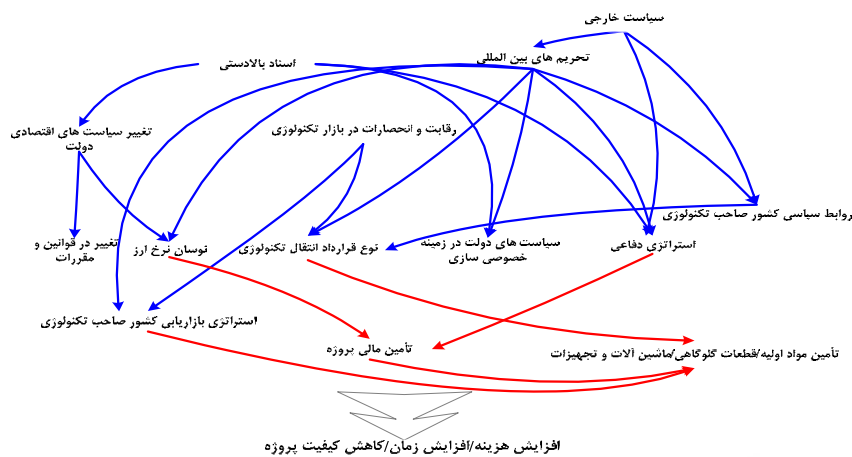 سیاست خارجی
تحریم های بین المللی
اسناد بالادستی
تغییر سیاست های اقتصادی
دولت
رقابت و انحصارات در بازار تکنولوژی
روابط سیاسی کشور صاحب تکنولوژی
استراتژی دفاعی
سیاست های دولت در زمینه
خصوصی سازی
نوع قرارداد انتقال تکنولوژی
نوسان نرخ ارز
تغییر در قوانین و
مقررات
استراتژی بازاریابی کشور صاحب تکنولوژی
تأمین مالی پروژه
تأمین مواد اولیه/قطعات گلوگاهی/ماشین آلات و تجهیزات
افزایش هزینه/افزایش زمان/کاهش کیفیت پروژه